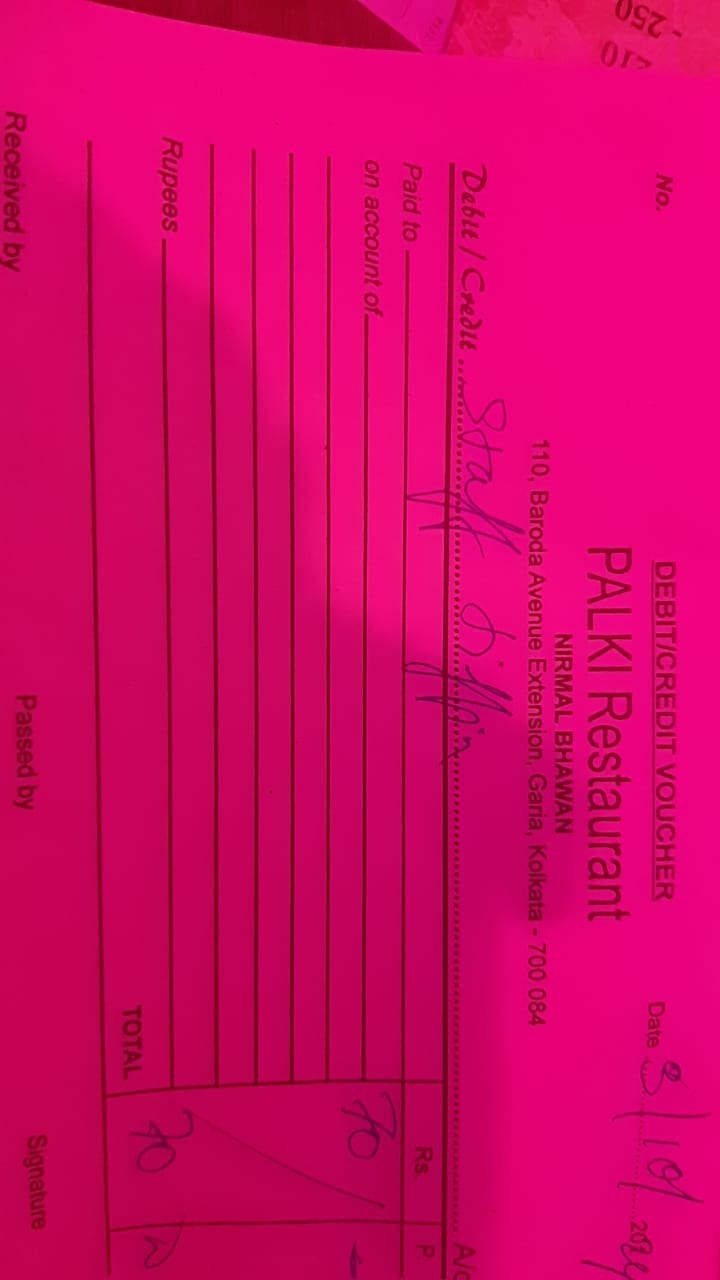 - 250
DEBIT/CREDIT VOUCHER
No. Date 3/10/2024
PALKI Restaurant
NIRMAL BHAWAN
110, Baroda Avenue Extension, Garia, Kolkata - 700 084
Debit / Credit Staff tiffin A/c
Paid to Rs. P
on account of 70
Rupees
TOTAL 70
Received by Passed by Signature